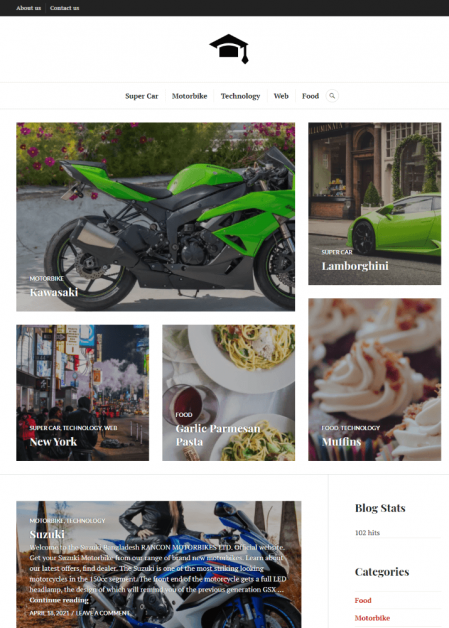 About us
Contact us
Super Car
Motorbike
Technology
Web
Food
MOTORBIKE
Kawasaki
SUPER CAR
Lamborghini
SUPER CAR, TECHNOLOGY, WEB
New York
FOOD
Garlic Parmesan
Pasta
FOOD, TECHNOLOGY
Muffins
MOTORBIKE, TECHNOLOGY
Suzuki
Welcome to the Suzuki Bangladesh RANCON MOTORBIKES LTD. Official website.
Get your Suzuki Motorbike from our range of brand new motorbikes. Learn about
our latest offers, find dealer. The Suzuki is one of the most striking looking
motorcycles in the 150cc segment. The front end of the motorcycle gets a full LED
headlamp, the design of which will remind you of the previous generation GSX ...
Continue reading
APRIL 18, 2021 / LEAVE A COMMENT
Blog Stats
102 hits
Categories
Food
Motorbike